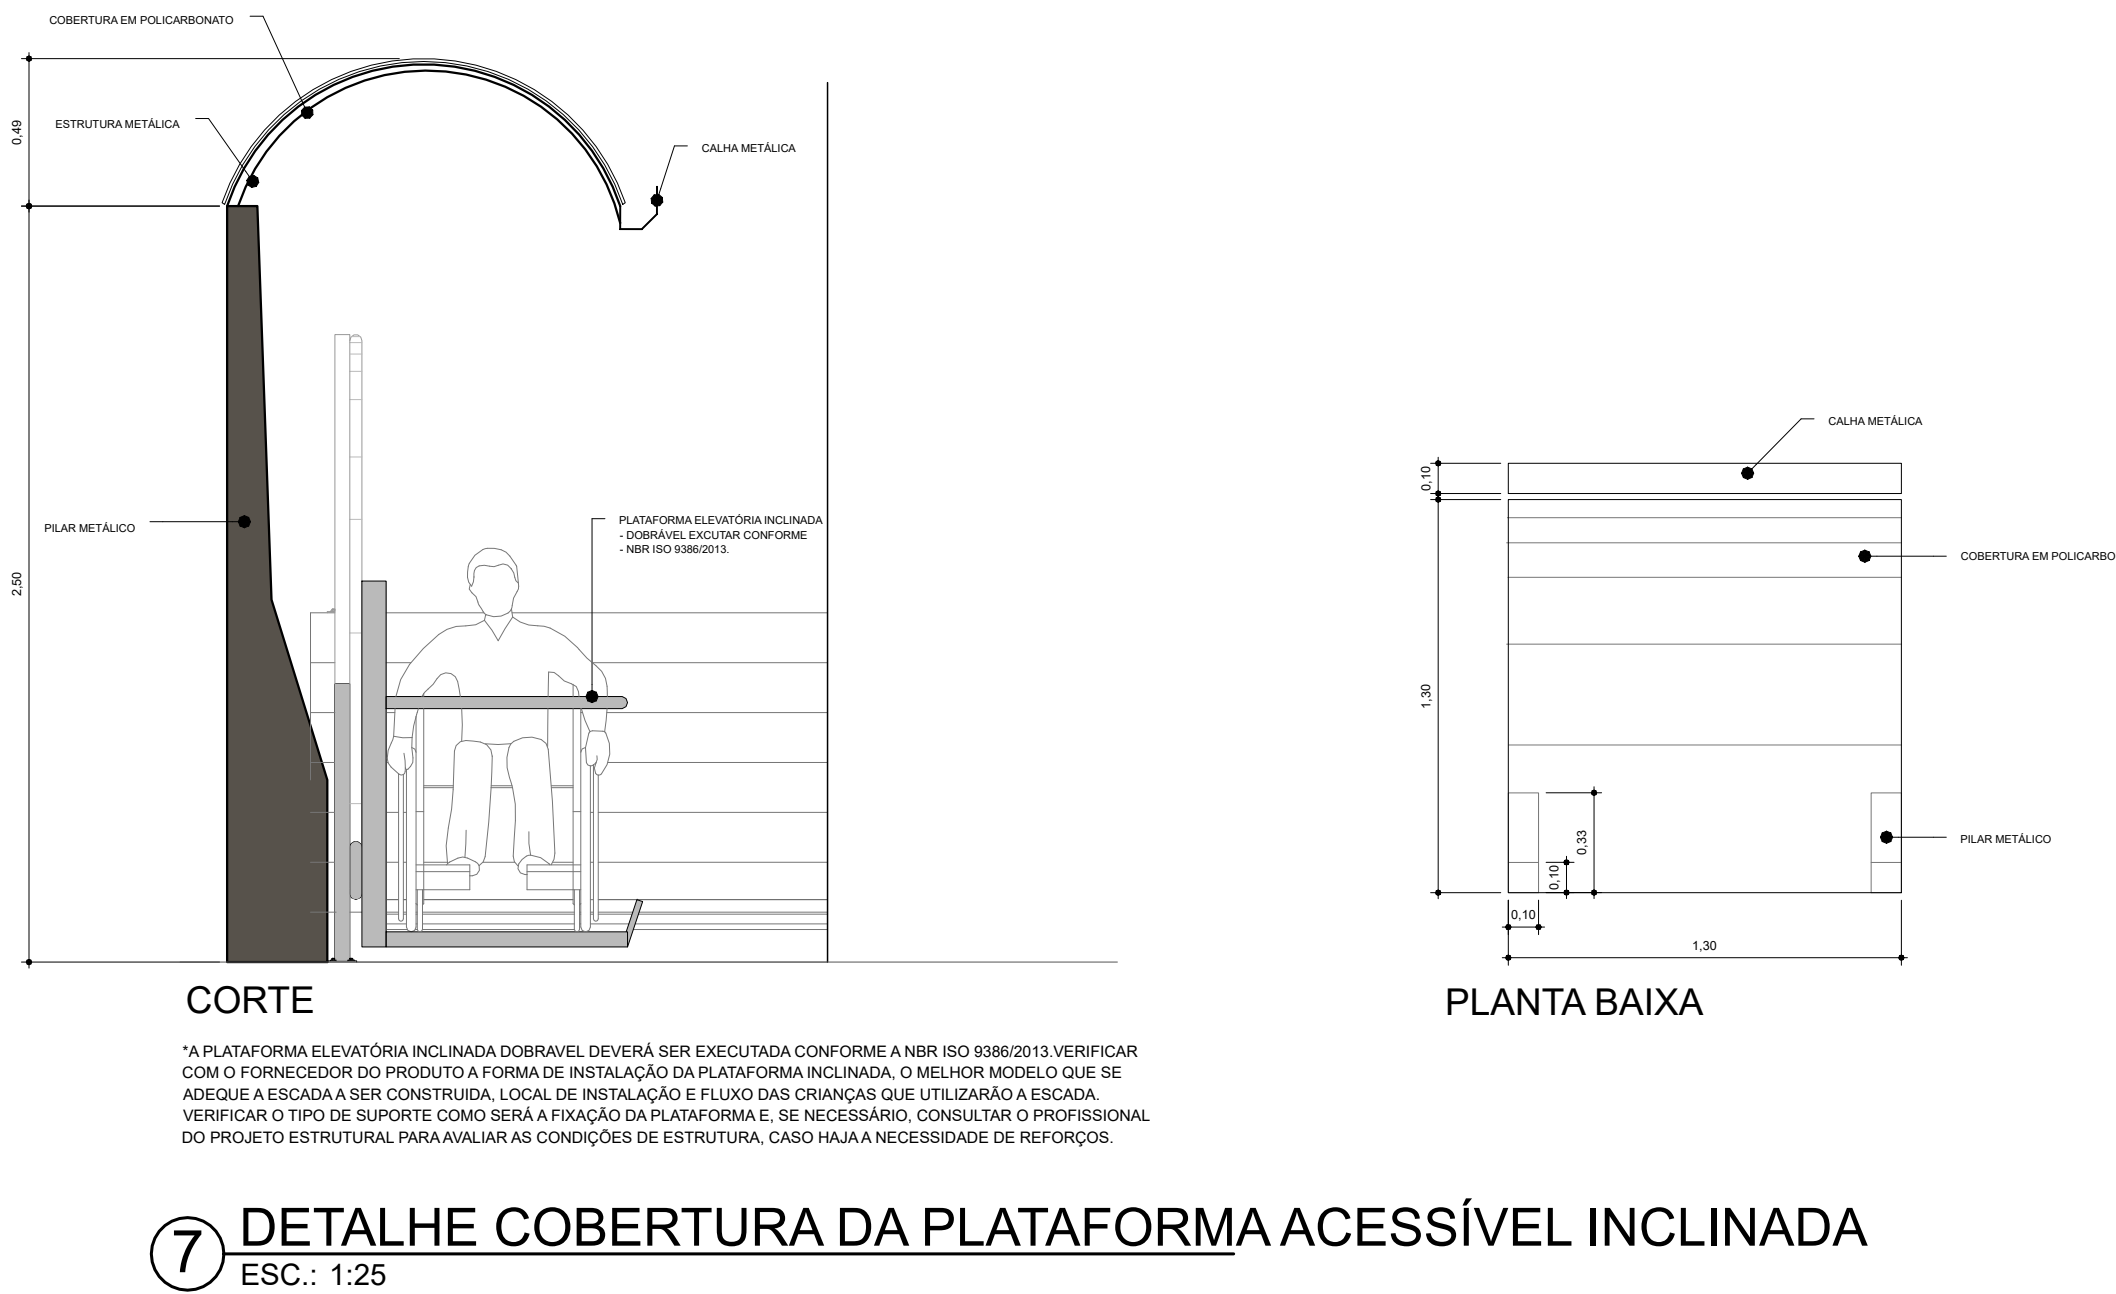 COBERTURA EM POLICARBONATO
ESTRUTURA METÁLICA
CALHA METÁLICA
0,49
2,50
PILAR METÁLICO
PLATAFORMA ELEVATÓRIA INCLINADA
- DOBRÁVEL EXCUTAR CONFORME
- NBR ISO 9386/2013.
CORTE
*A PLATAFORMA ELEVATÓRIA INCLINADA DOBRAVEL DEVERÁ SER EXECUTADA CONFORME A NBR ISO 9386/2013.VERIFICAR
COM O FORNECEDOR DO PRODUTO A FORMA DE INSTALAÇÃO DA PLATAFORMA INCLINADA, O MELHOR MODELO QUE SE
ADEQUE A ESCADA A SER CONSTRUIDA, LOCAL DE INSTALAÇÃO E FLUXO DAS CRIANÇAS QUE UTILIZARÃO A ESCADA.
VERIFICAR O TIPO DE SUPORTE COMO SERÁ A FIXAÇÃO DA PLATAFORMA E, SE NECESSÁRIO, CONSULTAR O PROFISSIONAL
DO PROJETO ESTRUTURAL PARA AVALIAR AS CONDIÇÕES DE ESTRUTURA, CASO HAJA A NECESSIDADE DE REFORÇOS.
CALHA METÁLICA
0,10
COBERTURA EM POLICARBO
1,30
0,33
0,10
PILAR METÁLICO
0,10
1,30
PLANTA BAIXA
7
DETALHE COBERTURA DA PLATAFORMA ACESSÍVEL INCLINADA
ESC.: 1:25